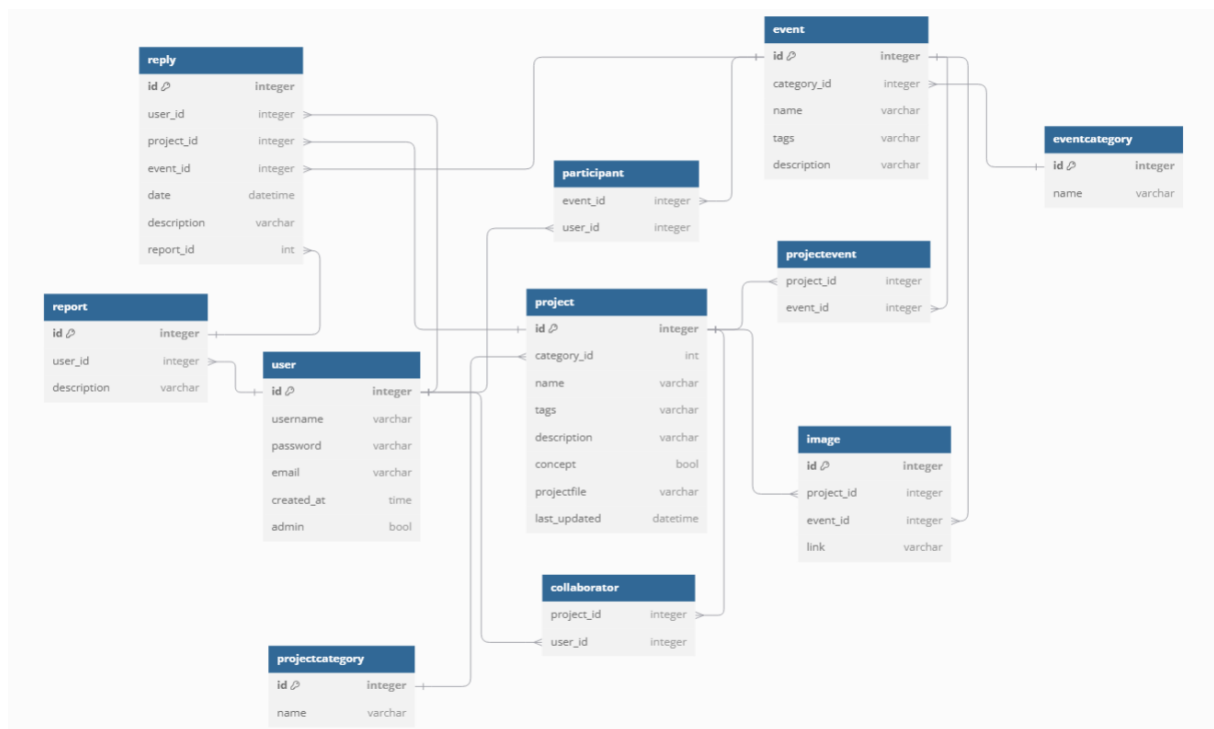 reply
id integer
user_id integer
project_id integer
event_id integer
date datetime
description varchar
report_id int
event
id integer
category_id integer
name varchar
tags varchar
description varchar
eventcategory
id integer
name varchar
participant
event_id integer
user_id integer
projectevent
project_id integer
event_id integer
report
id integer
user_id integer
description varchar
project
id integer
category_id int
name varchar
tags varchar
description varchar
concept bool
projectfile varchar
last_updated datetime
user
id integer
username varchar
password varchar
email varchar
created_at time
admin bool
image
id integer
project_id integer
event_id integer
link varchar
collaborator
project_id integer
user_id integer
projectcategory
id integer
name varchar